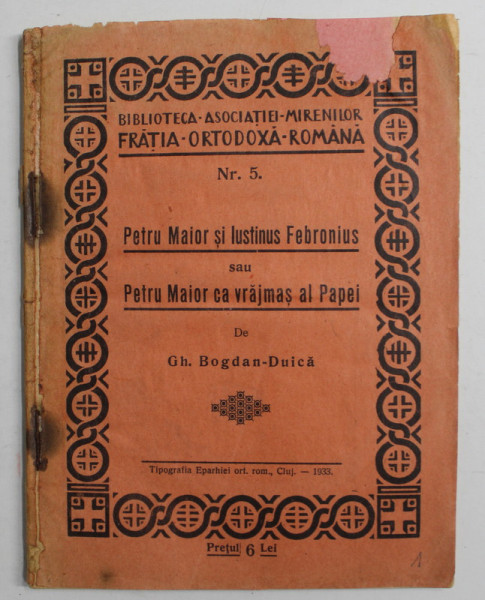 BIBLIOTECA-ASOCIAȚIEI-MIRENILOR
FRĂȚIA-ORTODOXĂ-ROMÂNĂ
Nr. 5.
Petru Maior și Iustinus Febronius
sau
Petru Maior ca vrăjmaș al Papei
De
Gh. Bogdan-Duică
Tipografia Eparhiei ort. rom., Cluj. — 1933.
Prețul 6 Lei
1